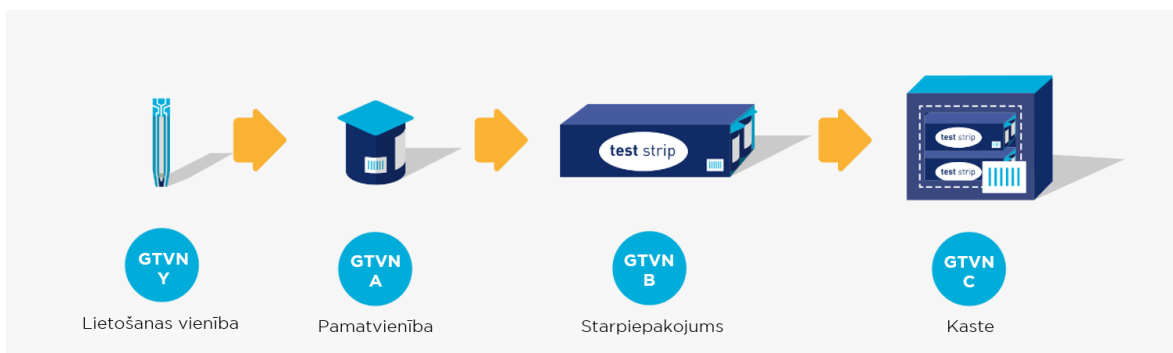 test strip
test strip
test strip
GTVN
Y
GTVN
A
GTVN
B
GTVN
C
Lietošanas vienība
Pamatvienība
Starpiepakojums
Kaste